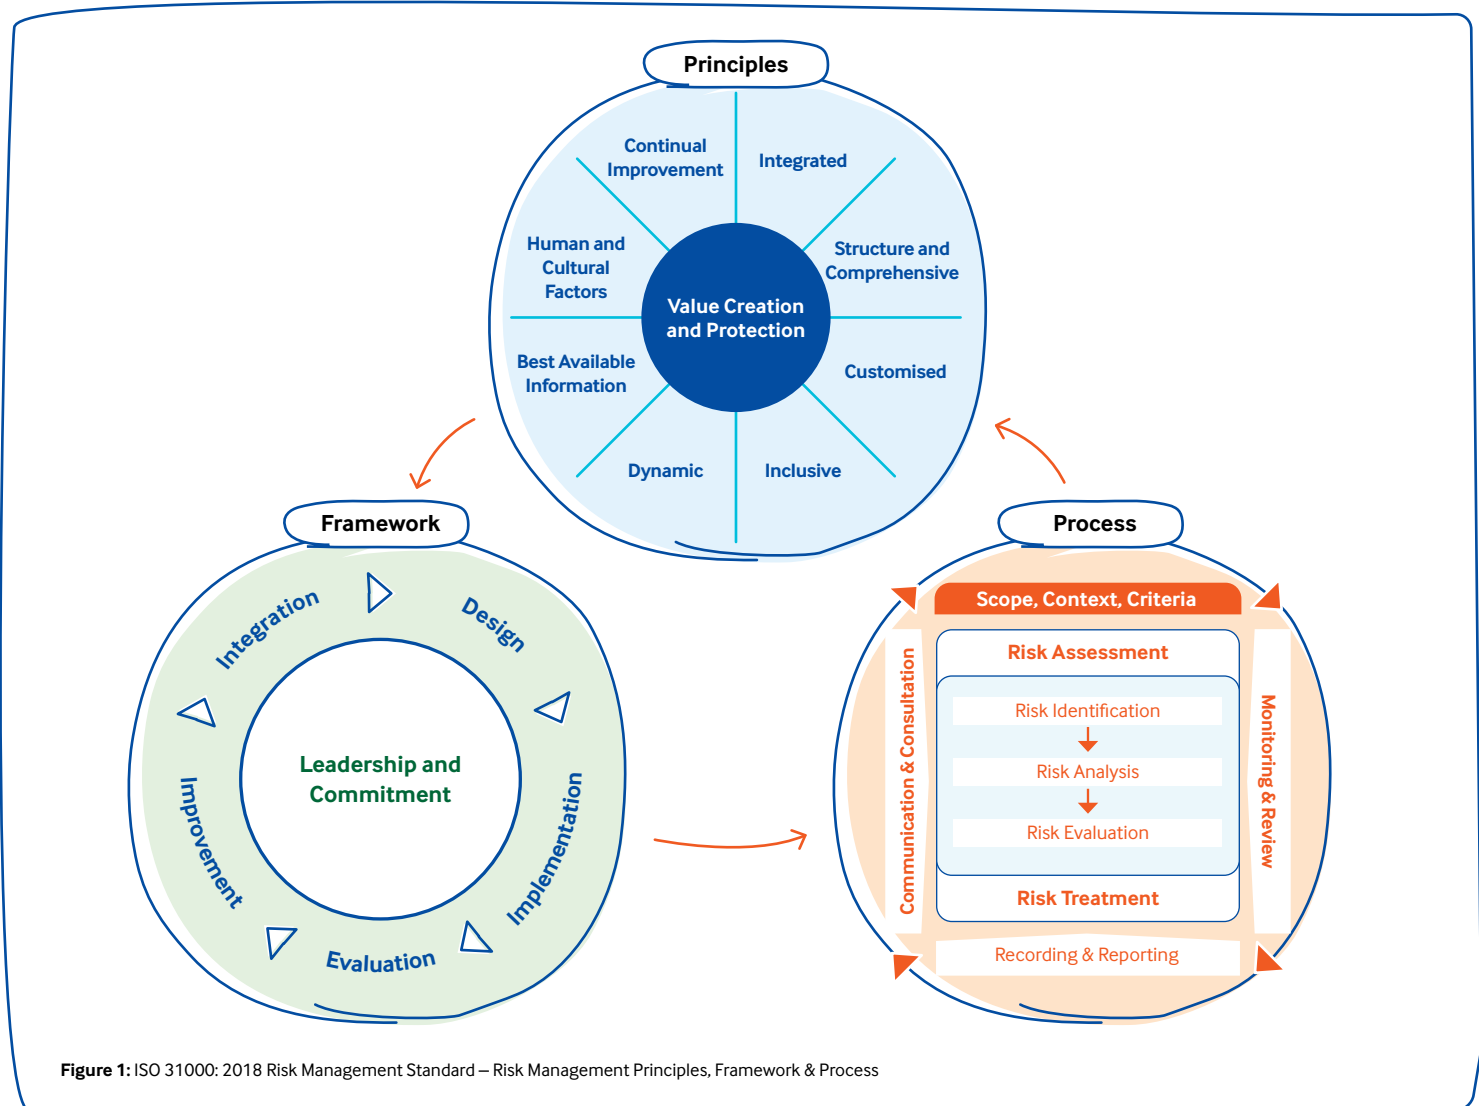 Principles
Continual
Improvement
Integrated
Human and
Cultural
Factors
Structure and
Comprehensive
Value Creation
and Protection
Best Available
Information
Customised
Dynamic
Inclusive
Framework
Integration
Design
Leadership and
Commitment
Improvement
Implementation
Evaluation
Process
Scope, Context, Criteria
Communication & Consultation
Risk Assessment
Risk Identification
Risk Analysis
Risk Evaluation
Risk Treatment
Monitoring & Review
Recording & Reporting
Figure 1: ISO 31000: 2018 Risk Management Standard – Risk Management Principles, Framework & Process